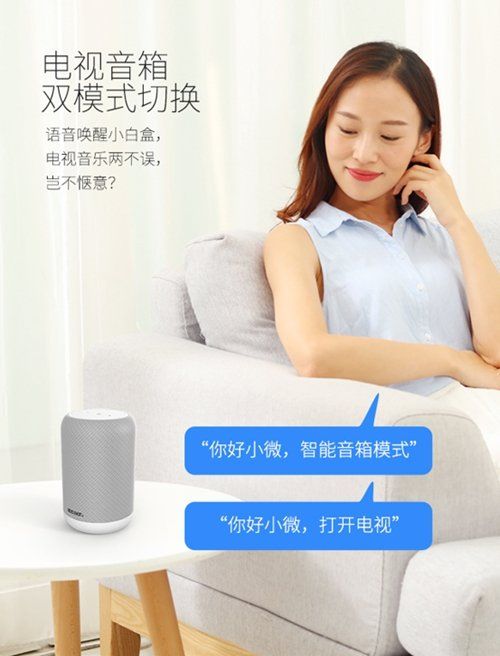 电视音箱
双模式切换
语音唤醒小白盒，
电视音乐两不误，
岂不惬意？
“你好小微，智能音箱模式”
“你好小微，打开电视”